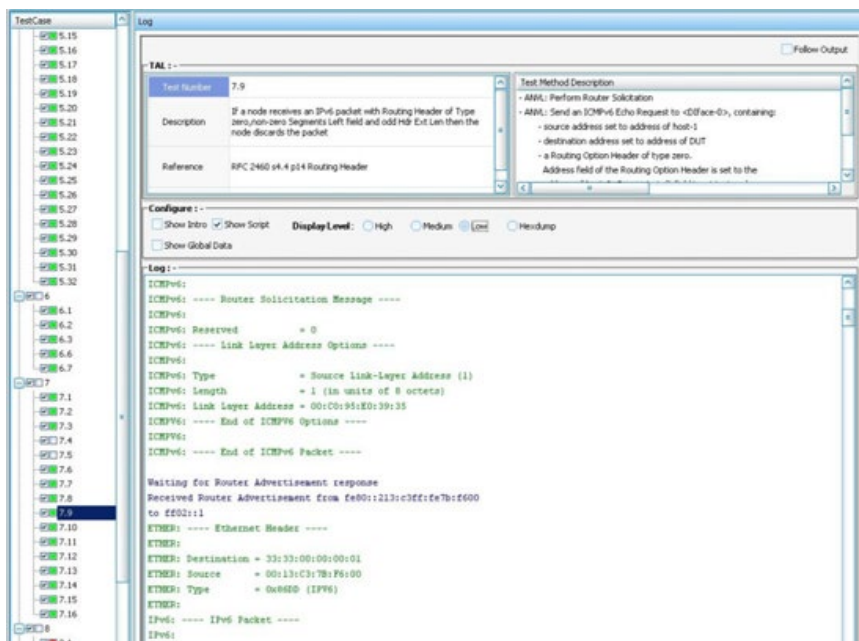 TestCase
5.15
5.16
5.17
5.18
5.19
5.20
5.21
5.22
5.23
5.24
5.25
5.26
5.27
5.28
5.29
5.30
5.31
5.32
6
6.1
6.2
6.3
6.6
6.7
7
7.1
7.2
7.3
7.4
7.5
7.6
7.7
7.8
7.9
7.10
7.11
7.12
7.13
7.14
7.15
7.16
8
Log
Follow Output
TAL : -
Test Number 7.9
Description
If a node receives an IPv6 packet with Routing Header of Type
zero,non-zero Segments Left field and odd Hdr Ext Len then the
node discards the packet
Reference RFC 2460 s4.4 p14 Routing Header
Test Method Description
- ANVL: Perform Router Solicitation
- ANVL: Send an ICMPv6 Echo Request to <DIface-0>, containing:
- source address set to address of host-1
- destination address set to address of DUT
- a Routing Option Header of type zero.
Address field of the Routing Option Header is set to the
Configure : -
Show Intro Show Script Display Level : High Medium Low Hexdump
Show Global Data
Log : -
ICMPv6:
ICMPv6: ---- Router Solicitation Message ----
ICMPv6:
ICMPv6: Reserved = 0
ICMPv6: ---- Link Layer Address Options ----
ICMPv6:
ICMPv6: Type = Source Link-Layer Address (1)
ICMPv6: Length = 1 (in units of 8 octets)
ICMPv6: Link Layer Address = 00:C0:95:E0:39:35
ICMPV6: ---- End of ICMPV6 Options ----
ICMPV6:
ICMPv6: ---- End of ICMPv6 Packet ----
Waiting for Router Advertisement response
Received Router Advertisement from fe80::213:c3ff:fe7b:f600
to ff02::1
ETHER: ---- Ethernet Header ----
ETHER:
ETHER: Destination = 33:33:00:00:00:01
ETHER: Source = 00:13:C3:7B:F6:00
ETHER: Type = 0x86DD (IPV6)
ETHER:
IPv6: ---- IPv6 Packet ----
IPv6: